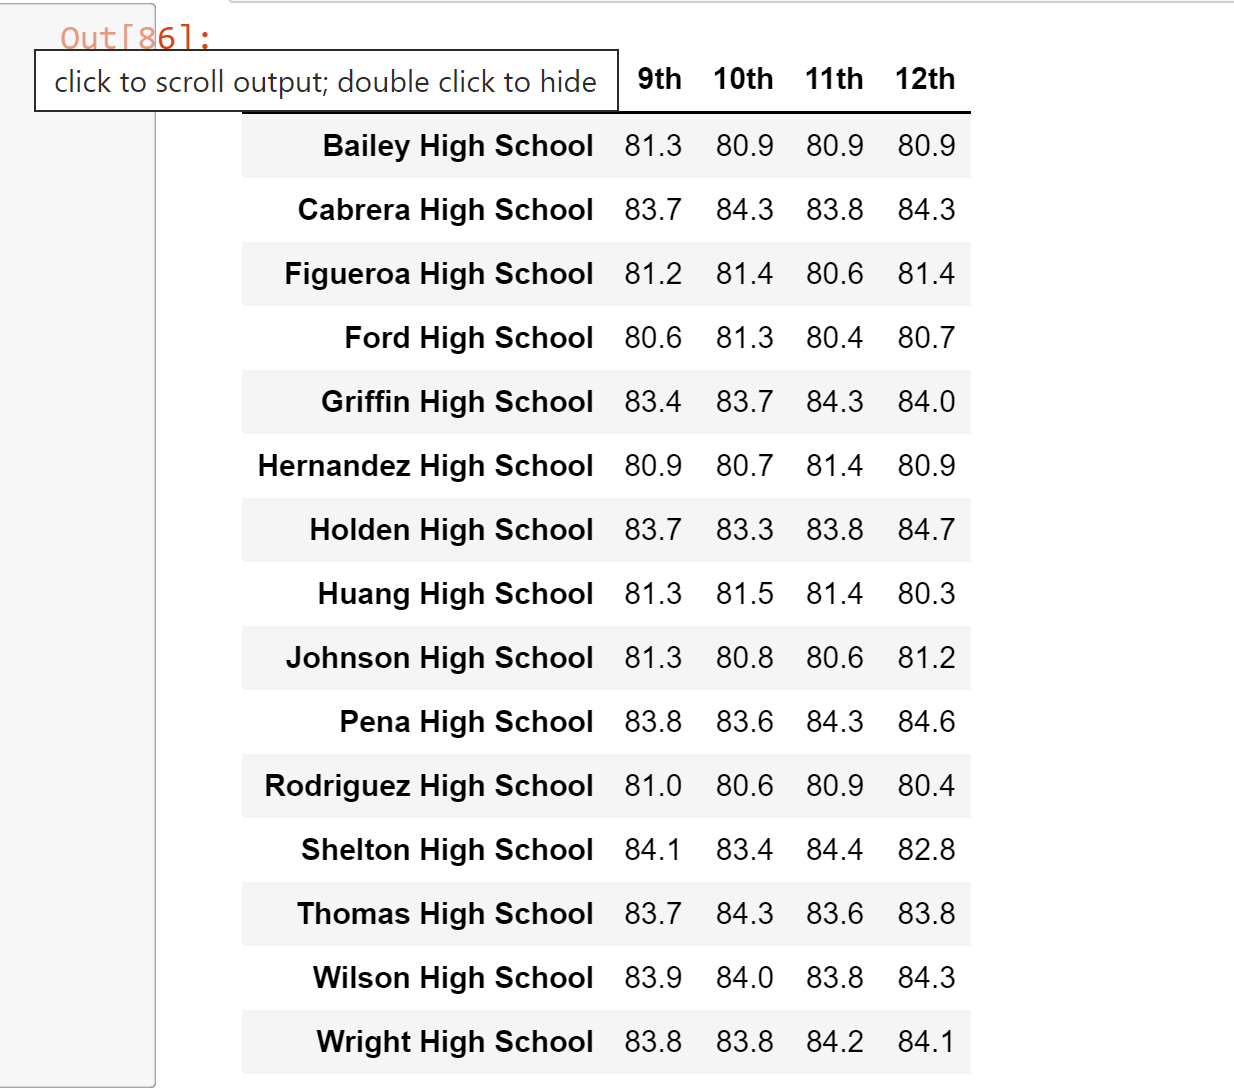 Out[86]:
click to scroll output; double click to hide
9th 10th 11th 12th
Bailey High School 81.3 80.9 80.9 80.9
Cabrera High School 83.7 84.3 83.8 84.3
Figueroa High School 81.2 81.4 80.6 81.4
Ford High School 80.6 81.3 80.4 80.7
Griffin High School 83.4 83.7 84.3 84.0
Hernandez High School 80.9 80.7 81.4 80.9
Holden High School 83.7 83.3 83.8 84.7
Huang High School 81.3 81.5 81.4 80.3
Johnson High School 81.3 80.8 80.6 81.2
Pena High School 83.8 83.6 84.3 84.6
Rodriguez High School 81.0 80.6 80.9 80.4
Shelton High School 84.1 83.4 84.4 82.8
Thomas High School 83.7 84.3 83.6 83.8
Wilson High School 83.9 84.0 83.8 84.3
Wright High School 83.8 83.8 84.2 84.1